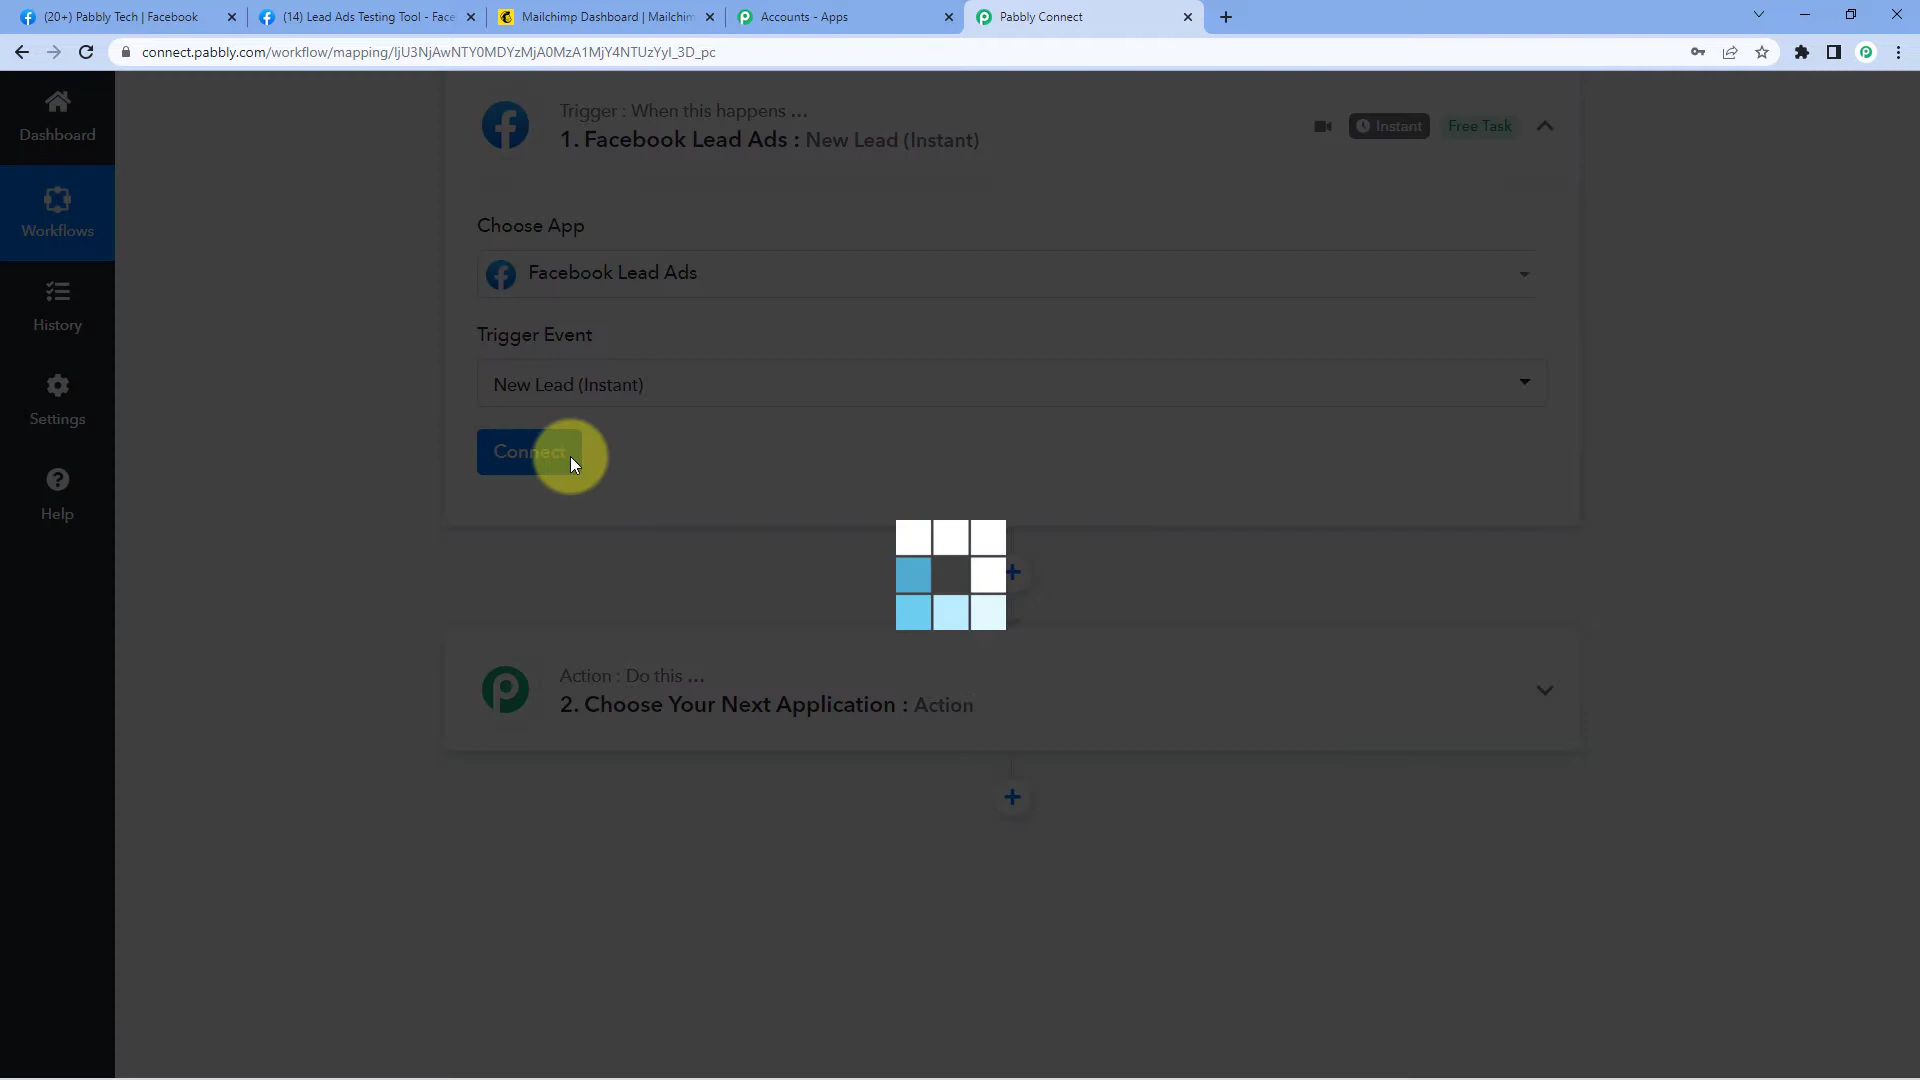 (20+) Pabbly Tech | Facebook
(14) Lead Ads Testing Tool - Face
Mailchimp Dashboard | Mailchim
Accounts - Apps
Pabbly Connect
connect.pabbly.com/workflow/mapping/IjU3NjAwNTY0MDYzMjA0MzA1MjY4NTUzYyI_3D_pc
Dashboard
Workflows
History
Settings
Help
Trigger : When this happens ...
1. Facebook Lead Ads : New Lead (Instant)
Instant
Free Task
Choose App
Facebook Lead Ads
Trigger Event
New Lead (Instant)
Connect
Action : Do this ...
2. Choose Your Next Application : Action